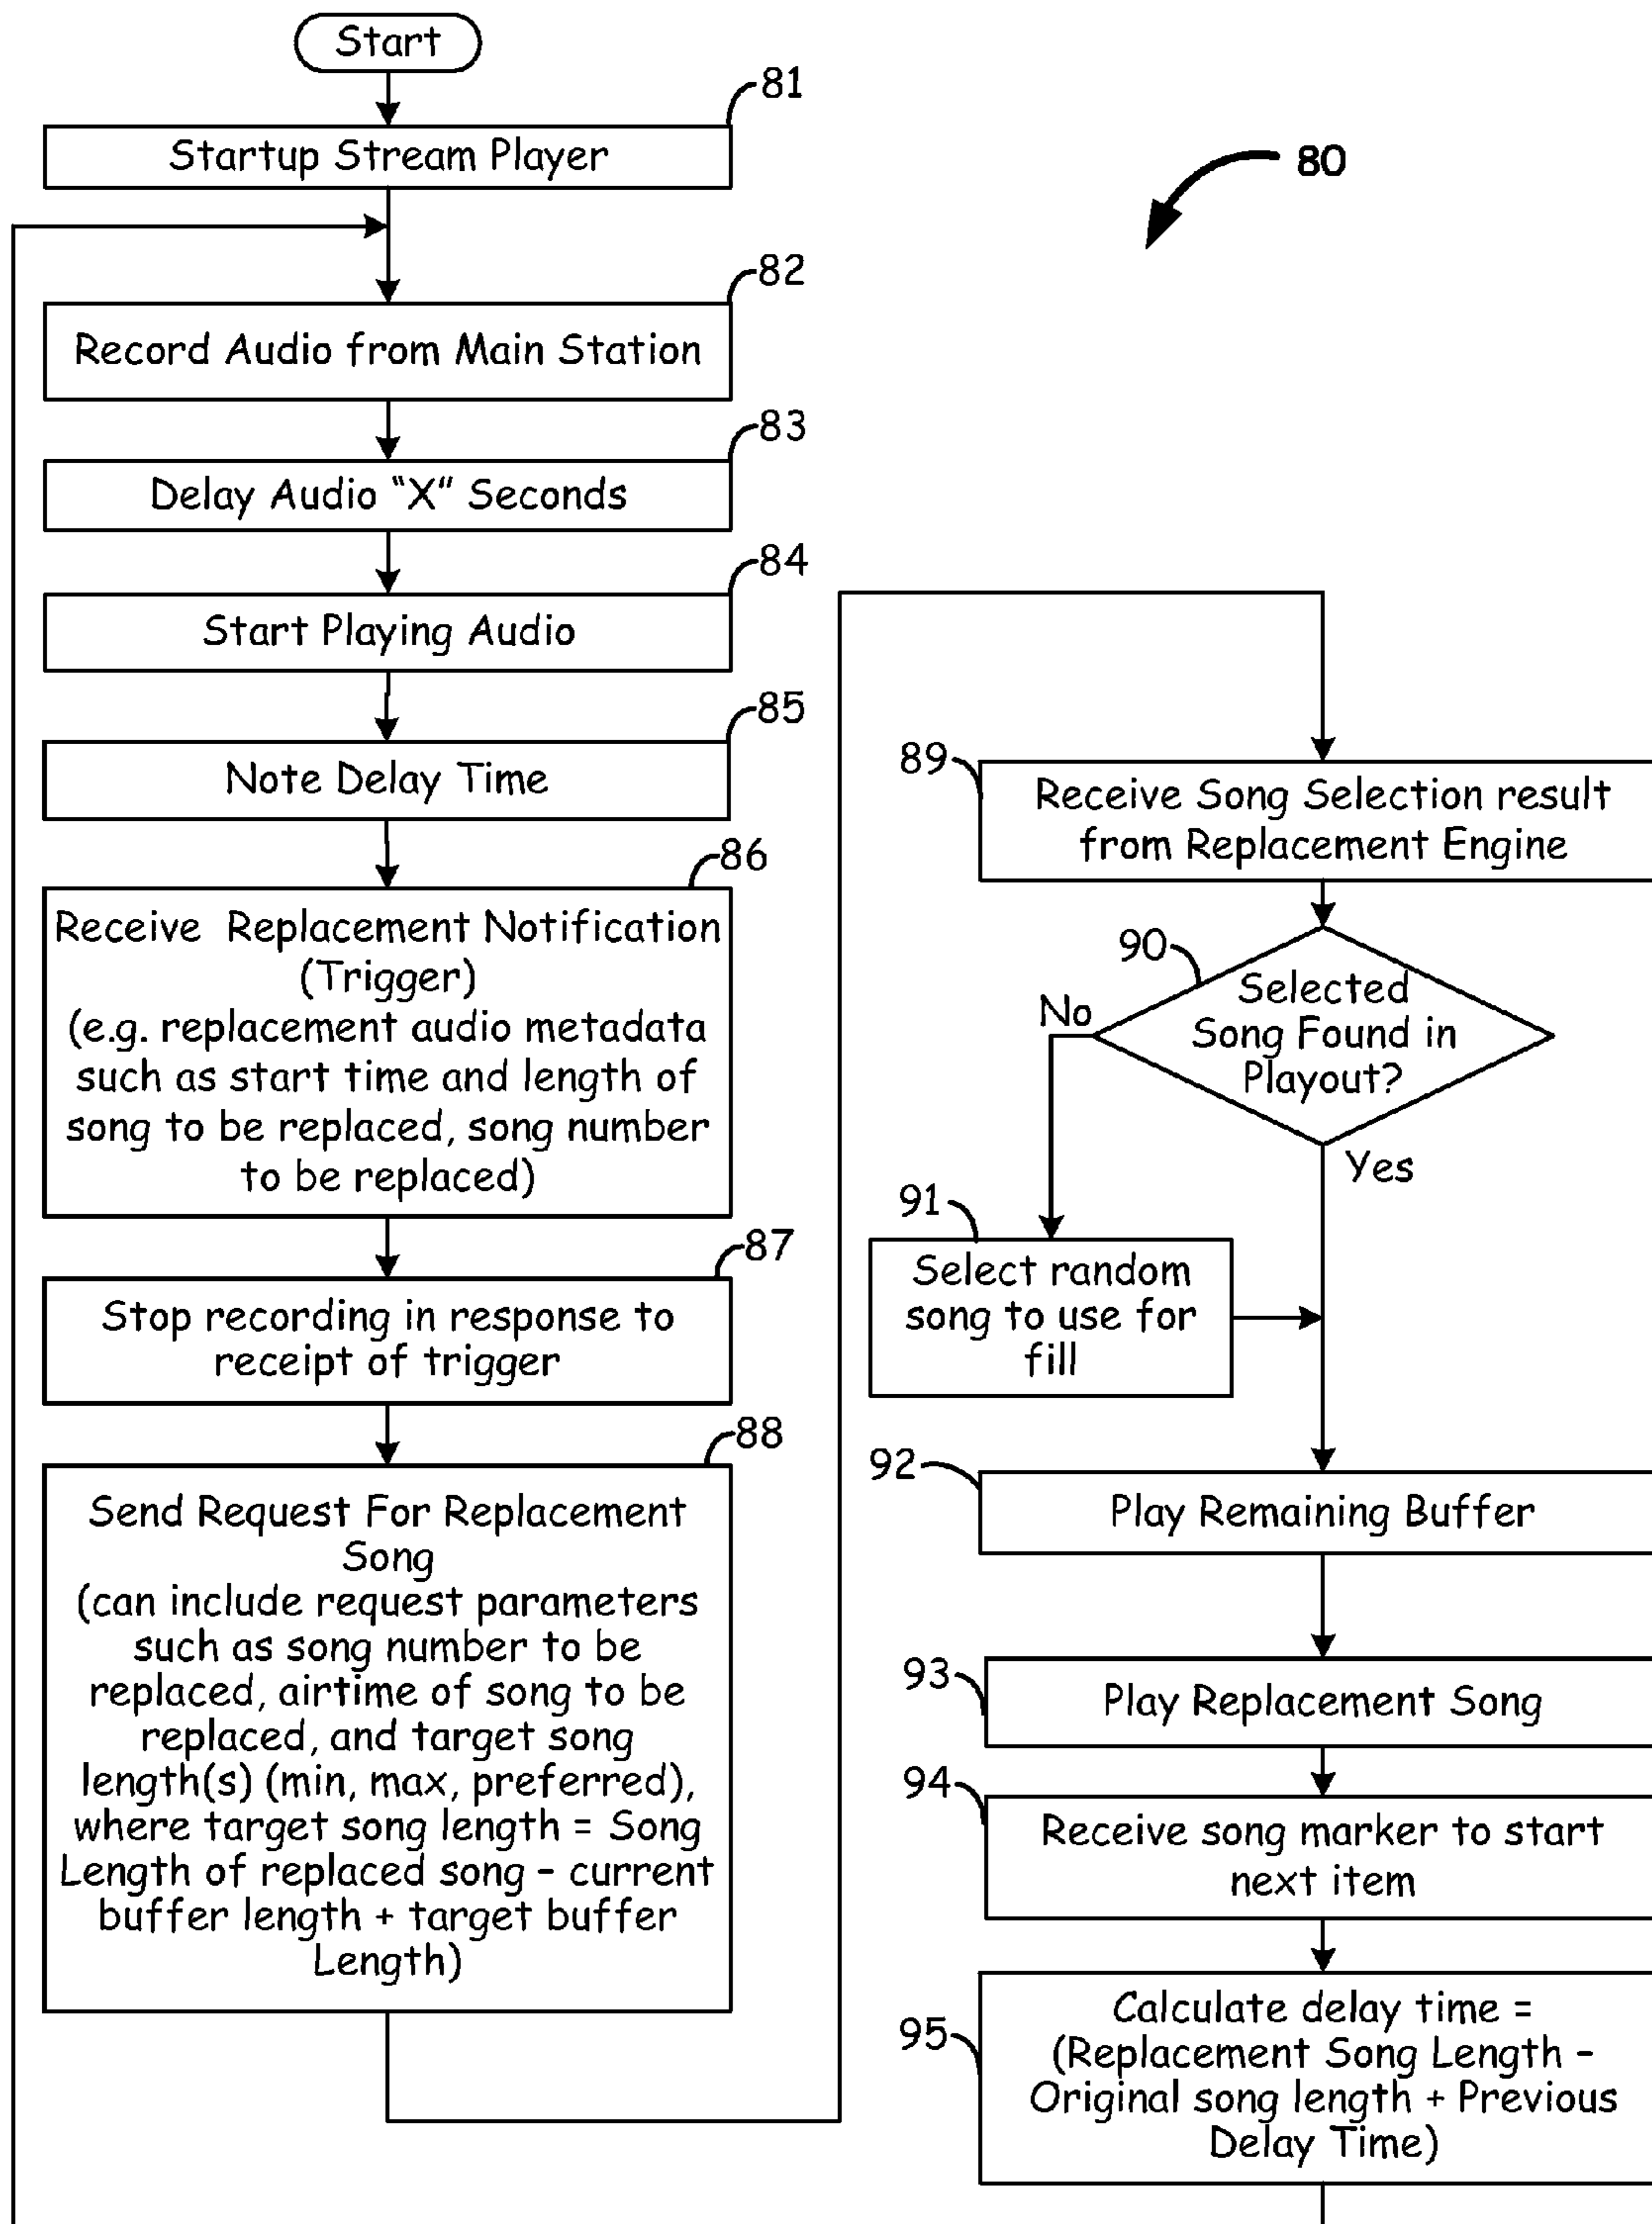 Start
81
Startup Stream Player
80
82
Record Audio from Main Station
83
Delay Audio “X” Seconds
84
Start Playing Audio
85
Note Delay Time
86
Receive Replacement Notification
(Trigger)
(e.g. replacement audio metadata
such as start time and length of
song to be replaced, song number
to be replaced)
87
Stop recording in response to
receipt of trigger
88
Send Request For Replacement
Song
(can include request parameters
such as song number to be
replaced, airtime of song to be
replaced, and target song
length(s) (min, max, preferred),
where target song length = Song
Length of replaced song – current
buffer length + target buffer
Length)
89
Receive Song Selection result
from Replacement Engine
90
Selected
Song Found in
Playout?
No
Yes
91
Select random
song to use for
fill
92
Play Remaining Buffer
93
Play Replacement Song
94
Receive song marker to start
next item
95
Calculate delay time =
(Replacement Song Length –
Original song length + Previous
Delay Time)